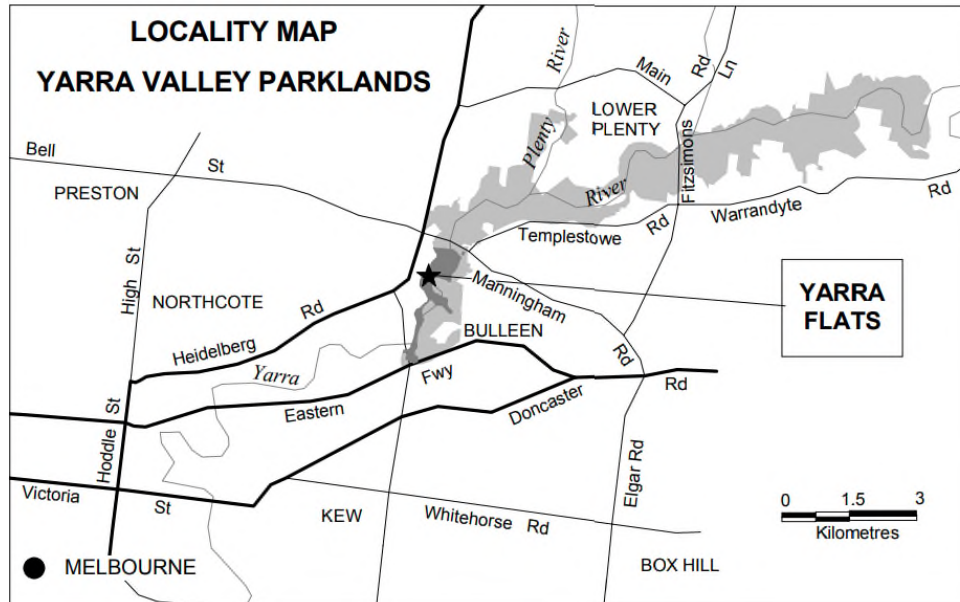 LOCALITY MAP
YARRA VALLEY PARKLANDS
River
Main
Rd
Ln
LOWER
PLENTY
Plenty
Bell
St
PRESTON
River
Fitzsimons
Warrandyte
Rd
Templestowe
Rd
High St
NORTHCOTE
Manningham
Rd
YARRA
FLATS
Heidelberg
Rd
BULLEEN
Yarra
Eastern
Fwy
Doncaster
Rd
Hoddle St
Victoria
St
Elgar Rd
KEW
Whitehorse Rd
0 1.5 3
Kilometres
MELBOURNE
BOX HILL